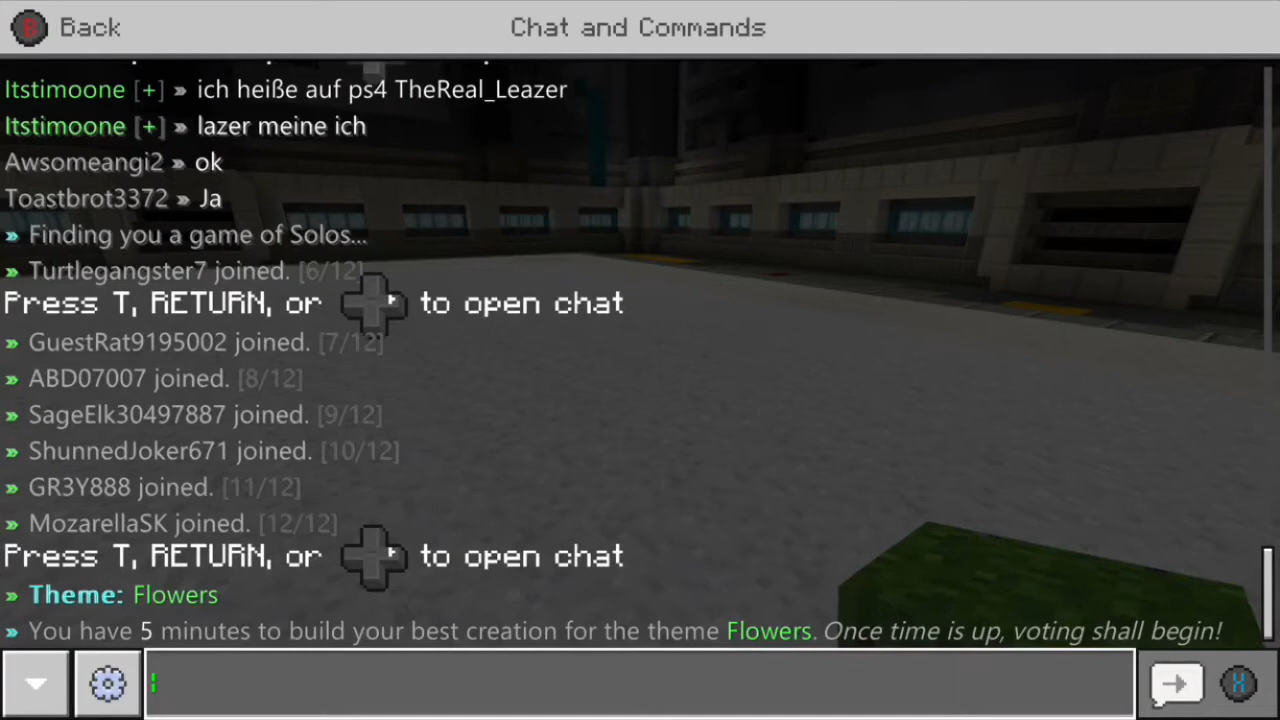 B Back
Chat and Commands
Itstimoone [+] » ich heiße auf ps4 TheReal_Leazer
Itstimoone [+] » lazer meine ich
Awsomeangi2 » ok
Toastbrot3372 » Ja
» Finding you a game of Solos...
» Turtlegangster7 joined. [6/12]
Press T, RETURN, or to open chat
» GuestRat9195002 joined. [7/12]
» ABD07007 joined. [8/12]
» SageElk30497887 joined. [9/12]
» ShunnedJoker671 joined. [10/12]
» GR3Y888 joined. [11/12]
» MozarellaSK joined. [12/12]
Press T, RETURN, or to open chat
» Theme: Flowers
» You have 5 minutes to build your best creation for the theme Flowers. Once time is up, voting shall begin!
X